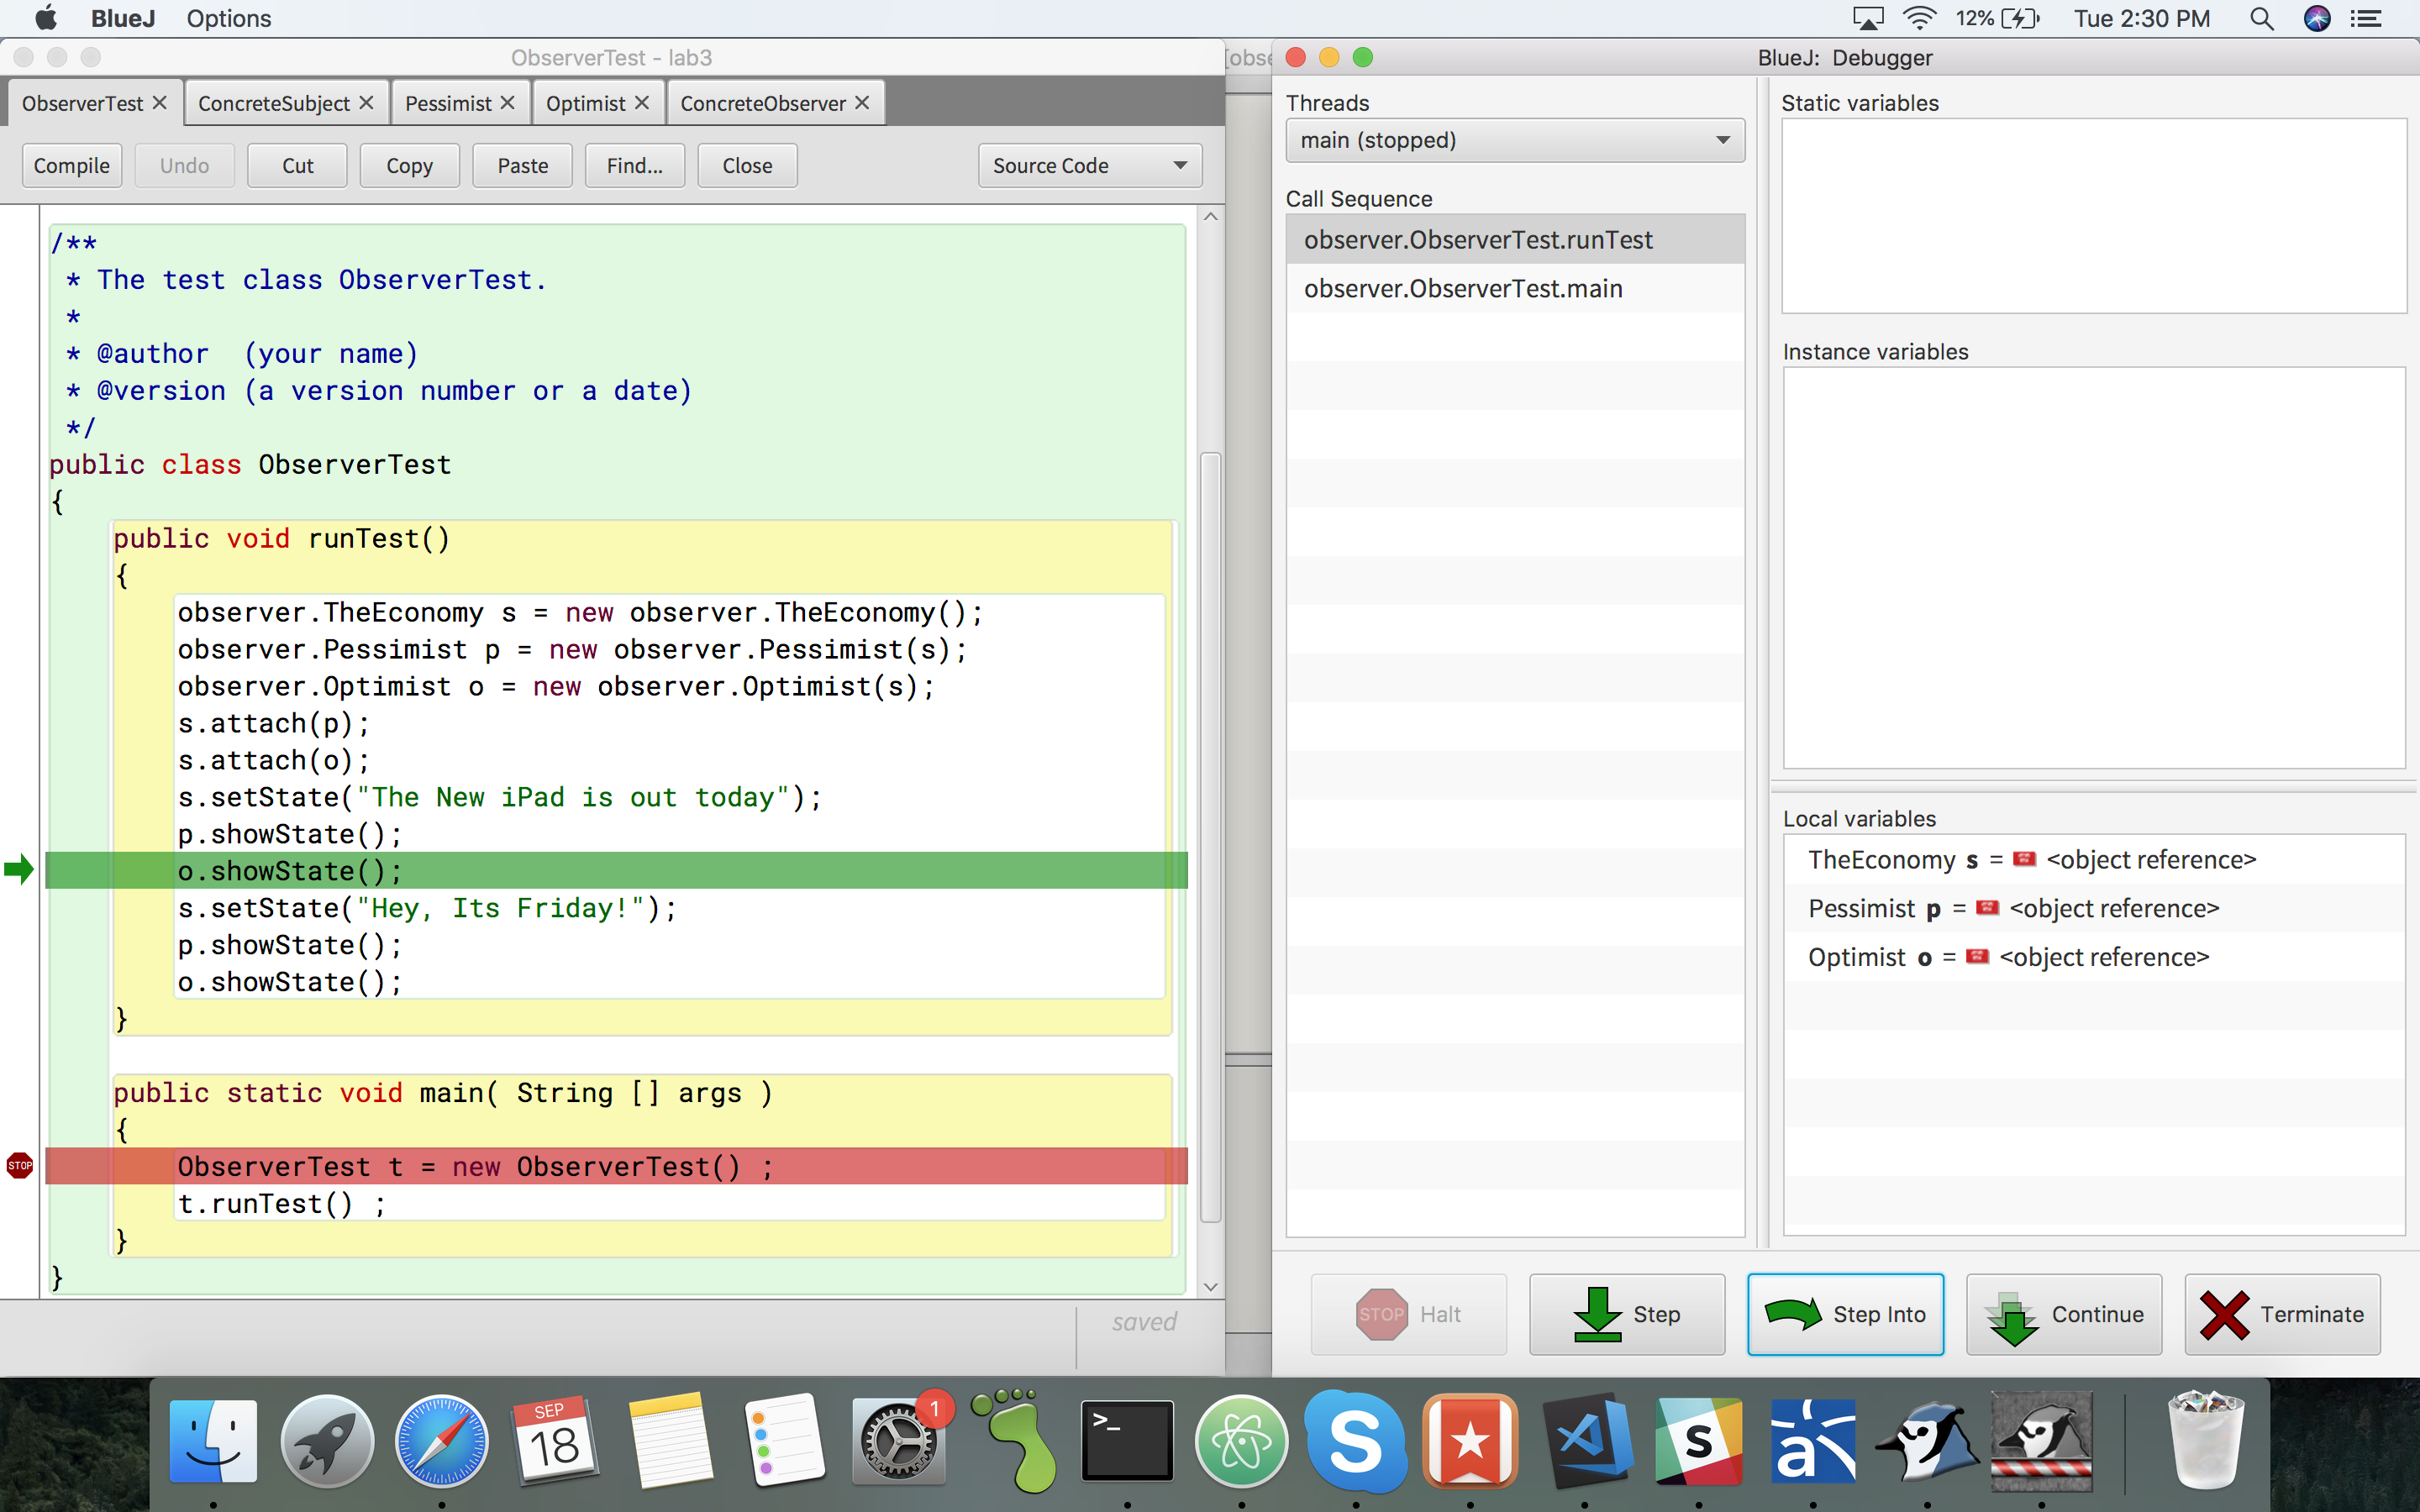 BlueJ Options 12% Tue 2:30 PM
ObserverTest - lab3
[obse
BlueJ: Debugger
ObserverTest ConcreteSubject Pessimist Optimist ConcreteObserver
Compile Undo Cut Copy Paste Find... Close Source Code
/**
* The test class ObserverTest.
*
* @author (your name)
* @version (a version number or a date)
*/
public class ObserverTest
{
public void runTest()
{
observer.TheEconomy s = new observer.TheEconomy();
observer.Pessimist p = new observer.Pessimist(s);
observer.Optimist o = new observer.Optimist(s);
s.attach(p);
s.attach(o);
s.setState("The New iPad is out today");
p.showState();
o.showState();
s.setState("Hey, Its Friday!");
p.showState();
o.showState();
}
public static void main( String [] args )
{
STOP ObserverTest t = new ObserverTest() ;
t.runTest() ;
}
}
saved
Threads
main (stopped)
Call Sequence
observer.ObserverTest.runTest
observer.ObserverTest.main
Static variables
Instance variables
Local variables
TheEconomy s = <object reference>
Pessimist p = <object reference>
Optimist o = <object reference>
STOP Halt Step Step Into Continue Terminate
SEP
18
1
>_
S
S
a